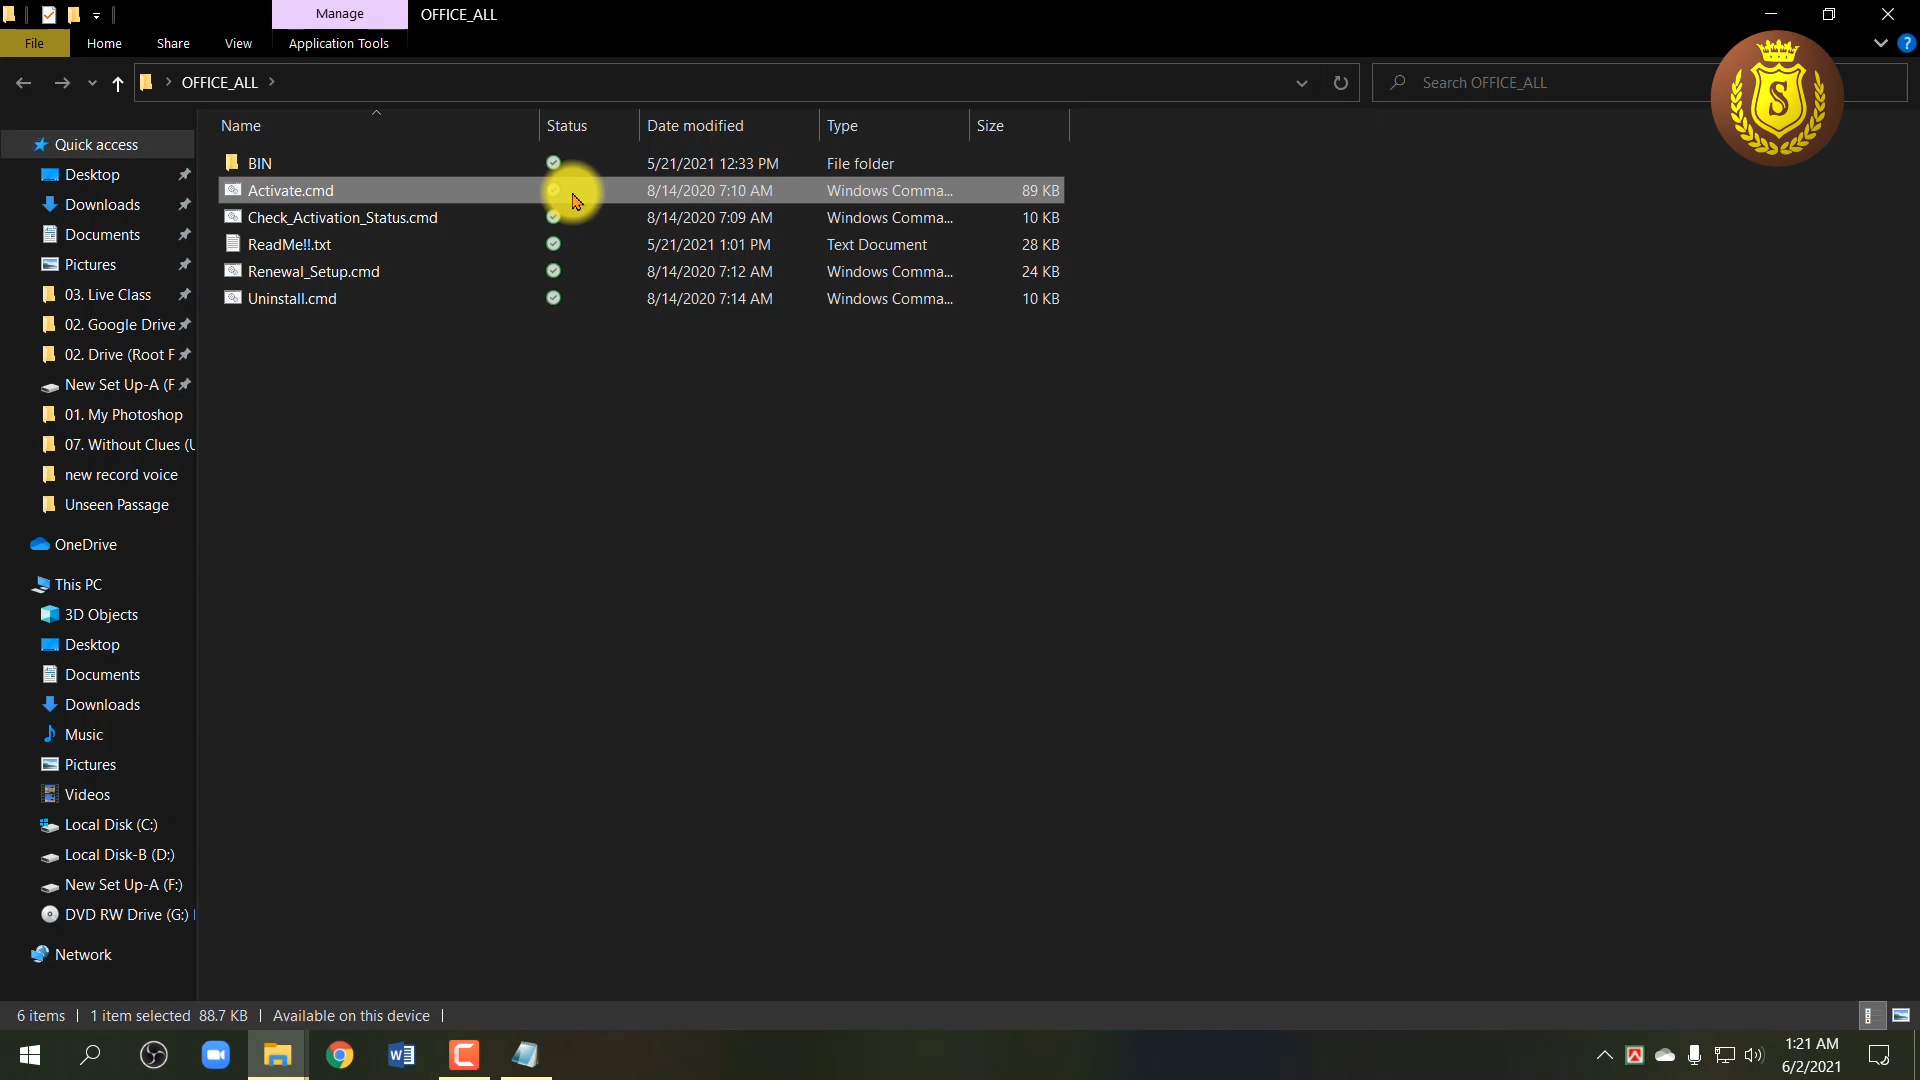 Manage
OFFICE_ALL
File
Home
Share
View
Application Tools
OFFICE_ALL
Search OFFICE_ALL
S
Name
Status
Date modified
Type
Size
BIN
5/21/2021 12:33 PM
File folder
Activate.cmd
8/14/2020 7:10 AM
Windows Comma...
89 KB
Check_Activation_Status.cmd
8/14/2020 7:09 AM
Windows Comma...
10 KB
ReadMe!!.txt
5/21/2021 1:01 PM
Text Document
28 KB
Renewal_Setup.cmd
8/14/2020 7:12 AM
Windows Comma...
24 KB
Uninstall.cmd
8/14/2020 7:14 AM
Windows Comma...
10 KB
Quick access
Desktop
Downloads
Documents
Pictures
03. Live Class
02. Google Drive
02. Drive (Root F
New Set Up-A (F
01. My Photoshop
07. Without Clues (U
new record voice
Unseen Passage
OneDrive
This PC
3D Objects
Desktop
Documents
Downloads
Music
Pictures
Videos
Local Disk (C:)
Local Disk-B (D:)
New Set Up-A (F:)
DVD RW Drive (G:)
Network
6 items
1 item selected 88.7 KB
Available on this device
1:21 AM
6/2/2021